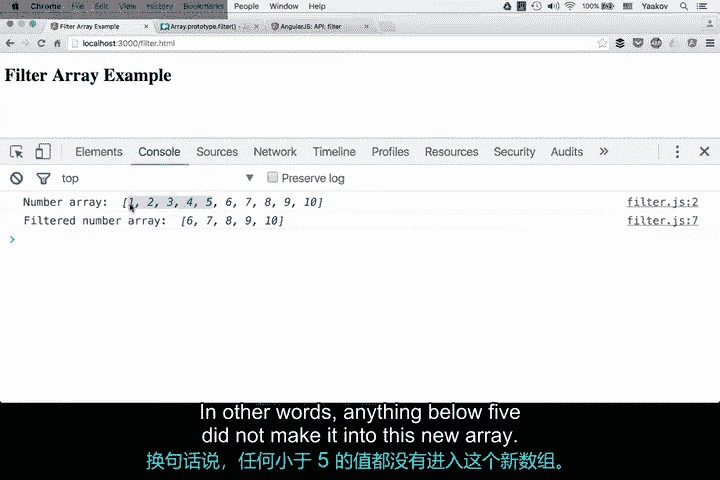 Chrome File Edit View History Bookmarks People Window Help 100% Yaakov
Filter Array Example Array.prototype.filter() - Ja AngularJS: API: filter
localhost:3000/filter.html
Filter Array Example
Elements Console Sources Network Timeline Profiles Resources Security Audits
top Preserve log
Number array: [1, 2, 3, 4, 5, 6, 7, 8, 9, 10] filter.js:2
Filtered number array: [6, 7, 8, 9, 10] filter.js:7
In other words, anything below five
did not make it into this new array.
换句话说，任何小于 5 的值都没有进入这个新数组。